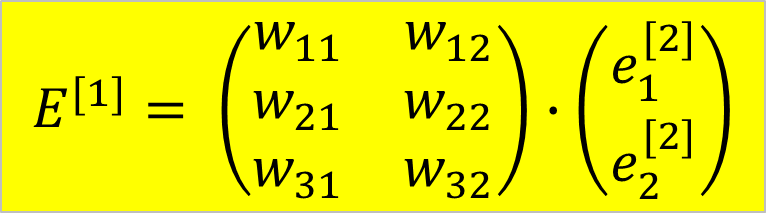 E^{[1]} = \begin{pmatrix} w_{11} & w_{12} \\ w_{21} & w_{22} \\ w_{31} & w_{32} \end{pmatrix} \cdot \begin{pmatrix} e_1^{[2]} \\ e_2^{[2]} \end{pmatrix}